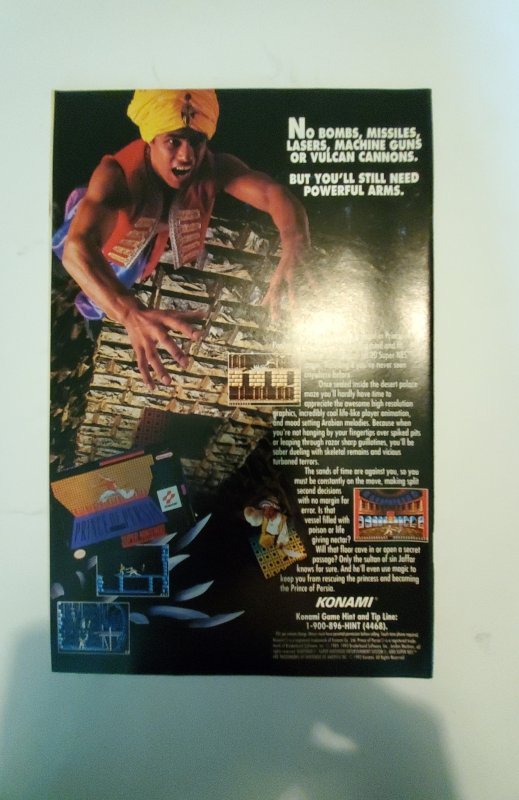 NO BOMBS, MISSILES,
LASERS, MACHINE GUNS
OR VULCAN CANNONS.
BUT YOU'LL STILL NEED
POWERFUL ARMS.
Super NES
never seen
anywhere before.
Once sealed inside the desert palace
maze you'll hardly have time to
appreciate the awesome high resolution
graphics, incredibly cool life-like player animation,
and mood setting Arabian melodies. Because when
you're not hanging by your fingertips over spiked pits
or leaping through razor sharp guillotines, you'll be
saber dueling with skeletal remains and vicious
turbaned terrors.
The sands of time are against you, so you
must be constantly on the move, making split
second decisions
with no margin for
error. Is that
vessel filled with
poison or life
giving nectar?
Will that floor cave in or open a secret
passage? Only the sultan of sin Jaffar
knows for sure. And he'll even use magic to
keep you from rescuing the princess and becoming
the Prince of Persia.
KONAMI
Konami Game Hint and Tip Line:
1-900-896-HINT (4468).